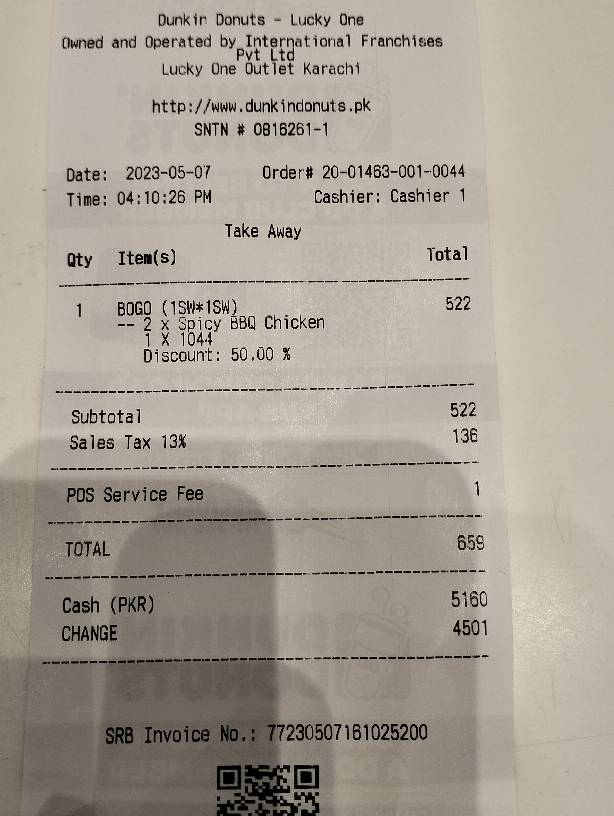 Dunkin Donuts - Lucky One
Owned and Operated by International Franchises
Pvt Ltd
Lucky One Outlet Karachi
http://www.dunkindonuts.pk
SNTN # 0816261-1
Date: 2023-05-07 Order# 20-01463-001-0044
Time: 04:10:26 PM Cashier: Cashier 1
Take Away
Qty Item(s) Total
1 BOGO (1SW*1SW) 522
-- 2 x Spicy BBQ Chicken
1 X 1044
Discount: 50.00 %
Subtotal 522
Sales Tax 13% 136
POS Service Fee 1
TOTAL 659
Cash (PKR) 5160
CHANGE 4501
SRB Invoice No.: 77230507161025200